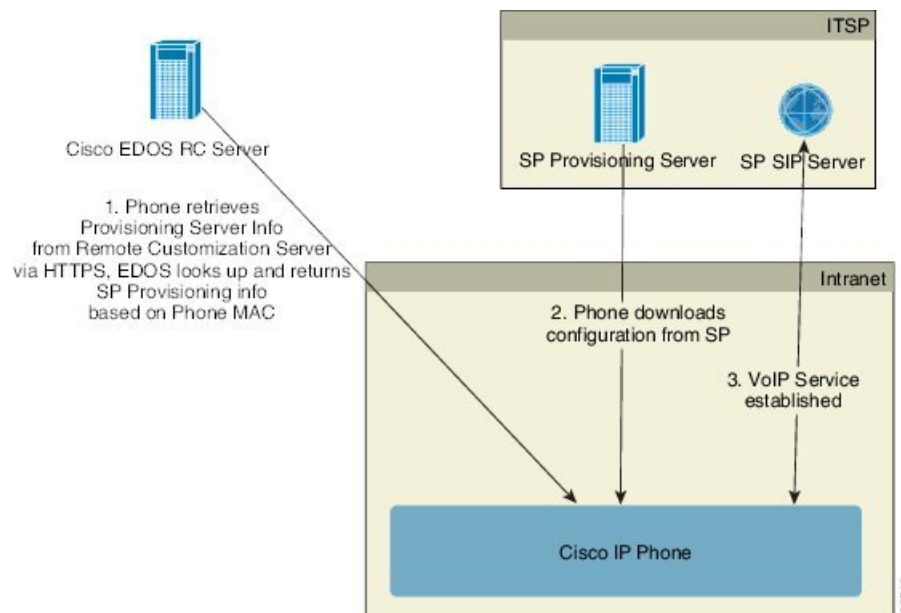 ITSP
Cisco EDOS RC Server
SP Provisioning Server
SP SIP Server
1. Phone retrieves
Provisioning Server Info
from Remote Customization Server
via HTTPS, EDOS looks up and returns
SP Provisioning info
based on Phone MAC
Intranet
2. Phone downloads
configuration from SP
3. VoIP Service
established
Cisco IP Phone